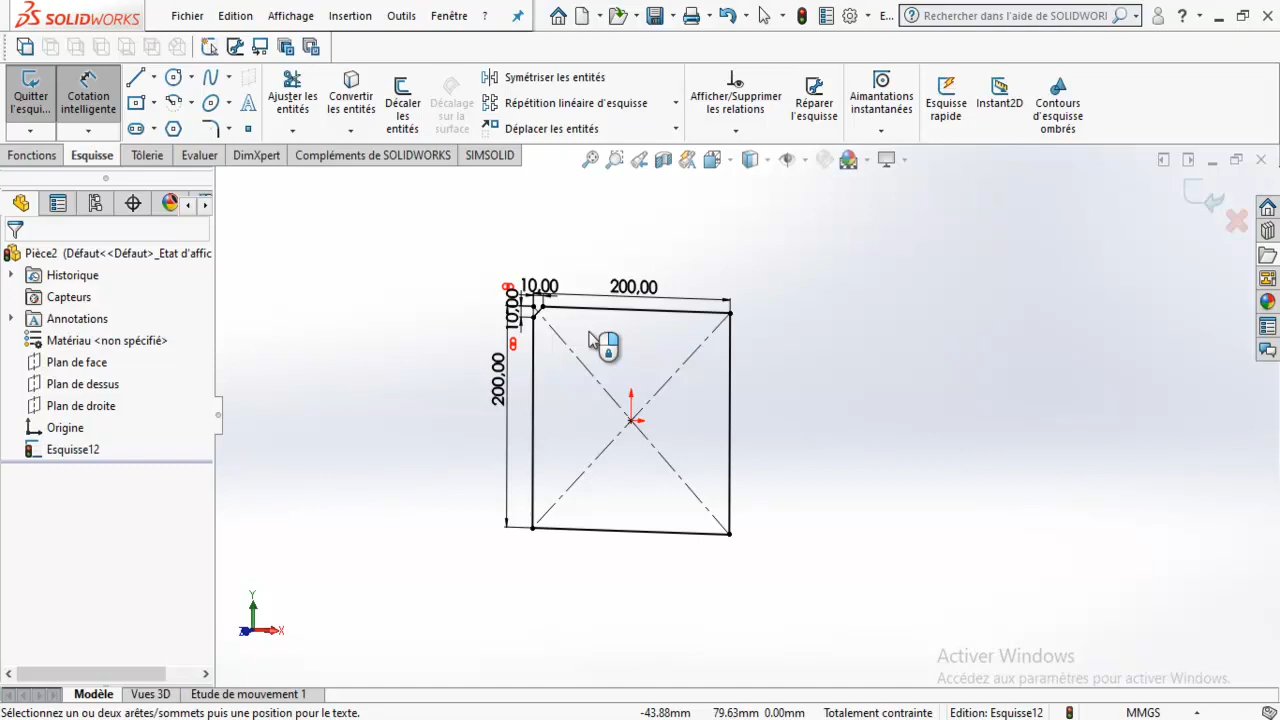 SOLIDWORKS
Fichier Edition Affichage Insertion Outils Fenêtre ? E... Rechercher dans l'aide de SOLIDWOR ?
Quitter l'esqui...
Cotation intelligente
Ajuster les entités
Convertir les entités
Décaler les entités
Décalage sur la surface
Symétriser les entités
Répétition linéaire d'esquisse
Déplacer les entités
Afficher/Supprimer les relations
Réparer l'esquisse
Aimantations instantanées
Esquisse rapide
Instant2D
Contours d'esquisse ombrés
Fonctions Esquisse Tôlerie Evaluer DimXpert Compléments de SOLIDWORKS SIMSOLID
Pièce2 (Défaut<<Défaut>_Etat d'affic
Historique
Capteurs
Annotations
Matériau <non spécifié>
Plan de face
Plan de dessus
Plan de droite
Origine
Esquisse12
10,00
200,00
10,00
200,00
Y
X
Z
Activer Windows
Accédez aux paramètres pour activer Windows.
Modèle Vues 3D Etude de mouvement 1
Sélectionnez un ou deux arêtes/sommets puis une position pour le texte. -43.88mm 79.63mm 0.00mm Totalement contrainte Edition: Esquisse12 MMGS